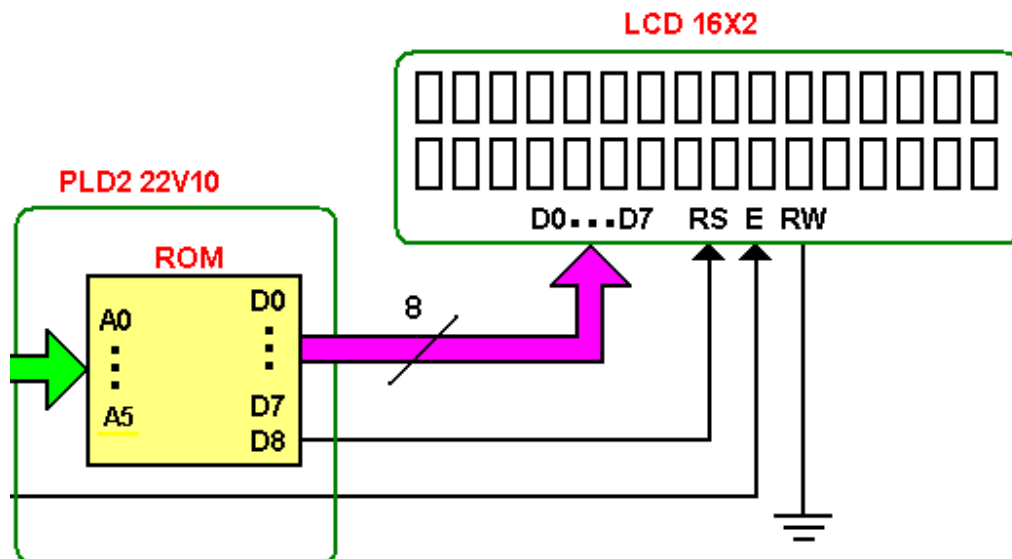 LCD 16X2
D0...D7 RS E RW
PLD2 22V10
ROM
A0
A5
D0
D7
D8
8